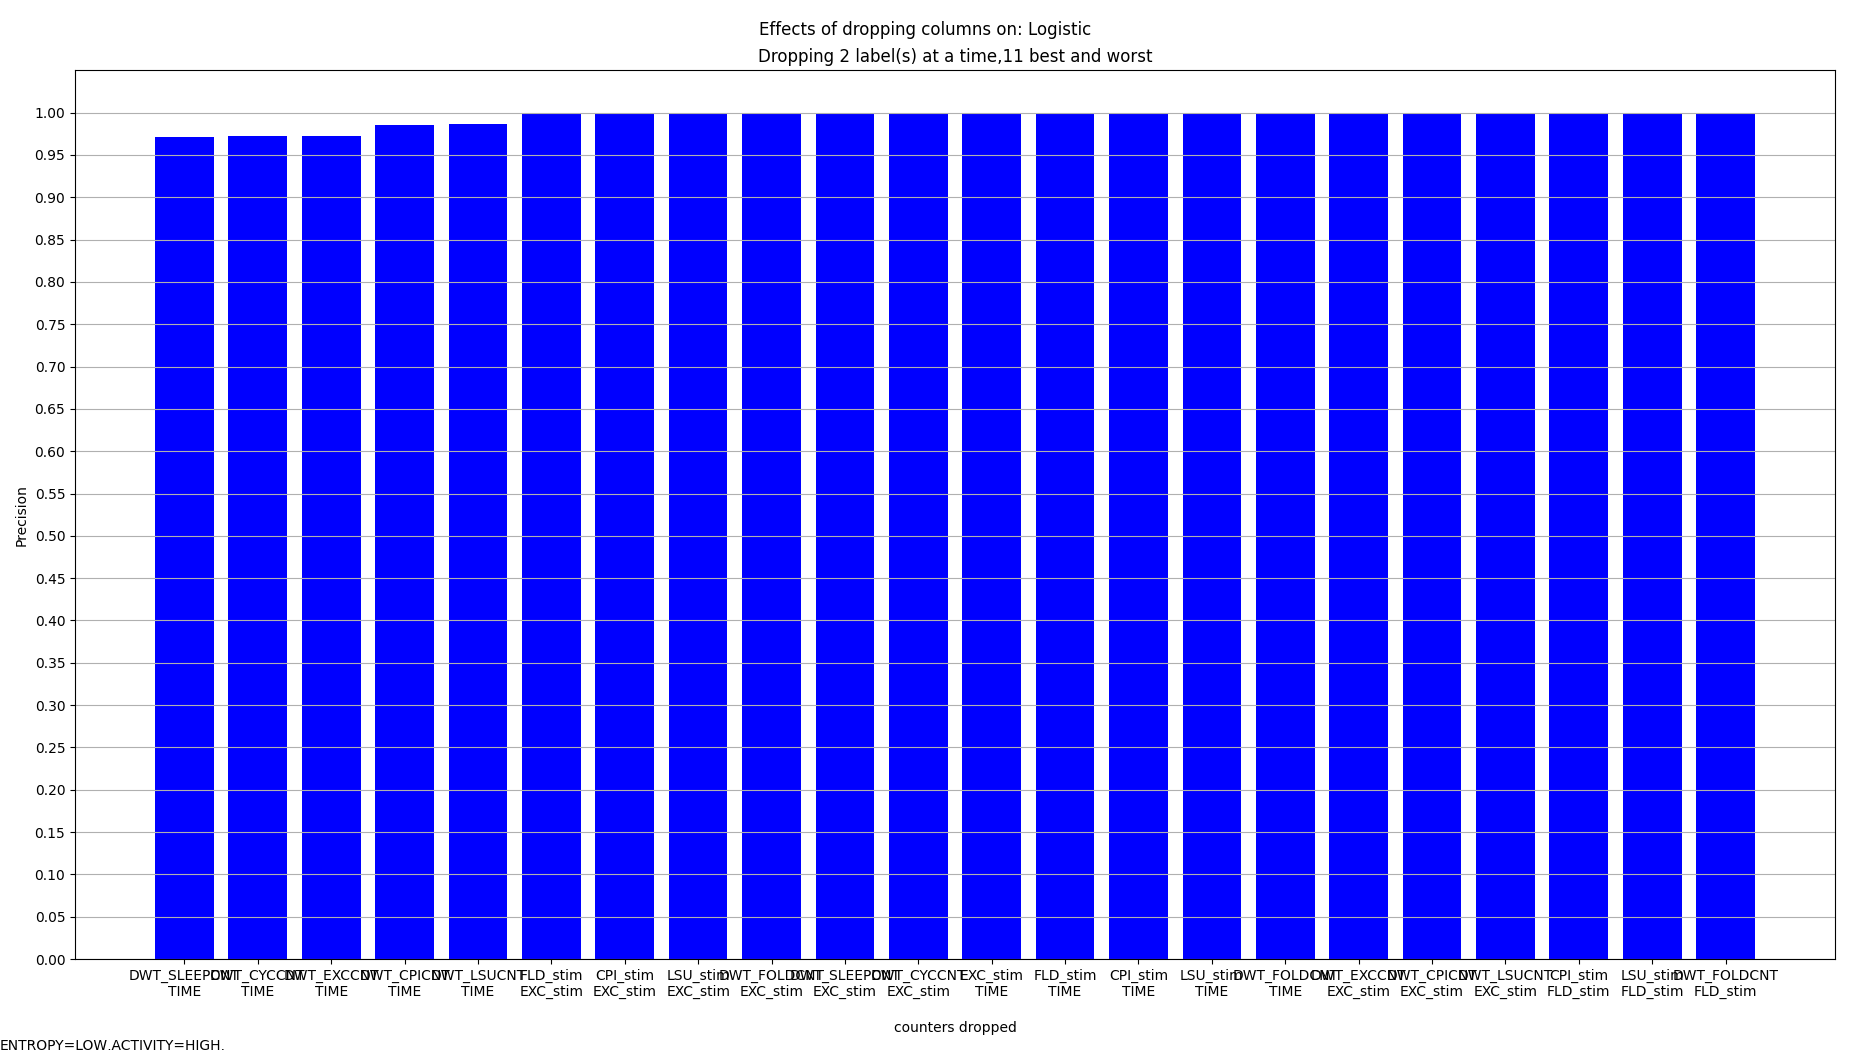 Effects of dropping columns on: Logistic
Dropping 2 label(s) at a time,11 best and worst
1.00
0.95
0.90
0.85
0.80
0.75
0.70
0.65
0.60
0.55
0.50
0.45
0.40
0.35
0.30
0.25
0.20
0.15
0.10
0.05
0.00
Precision
DWT_SLEEPCNT
TIME
DWT_CYCCNT
TIME
DWT_EXCCNT
TIME
DWT_CPICNT
TIME
DWT_LSUCNT
TIME
FLD_stim
EXC_stim
CPI_stim
EXC_stim
LSU_stim
EXC_stim
DWT_FOLDCNT
EXC_stim
DWT_SLEEPCNT
EXC_stim
DWT_CYCCNT
EXC_stim
EXC_stim
TIME
FLD_stim
TIME
CPI_stim
TIME
LSU_stim
TIME
DWT_FOLDCNT
TIME
DWT_EXCCNT
EXC_stim
DWT_CPICNT
EXC_stim
DWT_LSUCNT
EXC_stim
CPI_stim
FLD_stim
LSU_stim
FLD_stim
DWT_FOLDCNT
FLD_stim
counters dropped
ENTROPY=LOW.ACTIVITY=HIGH.